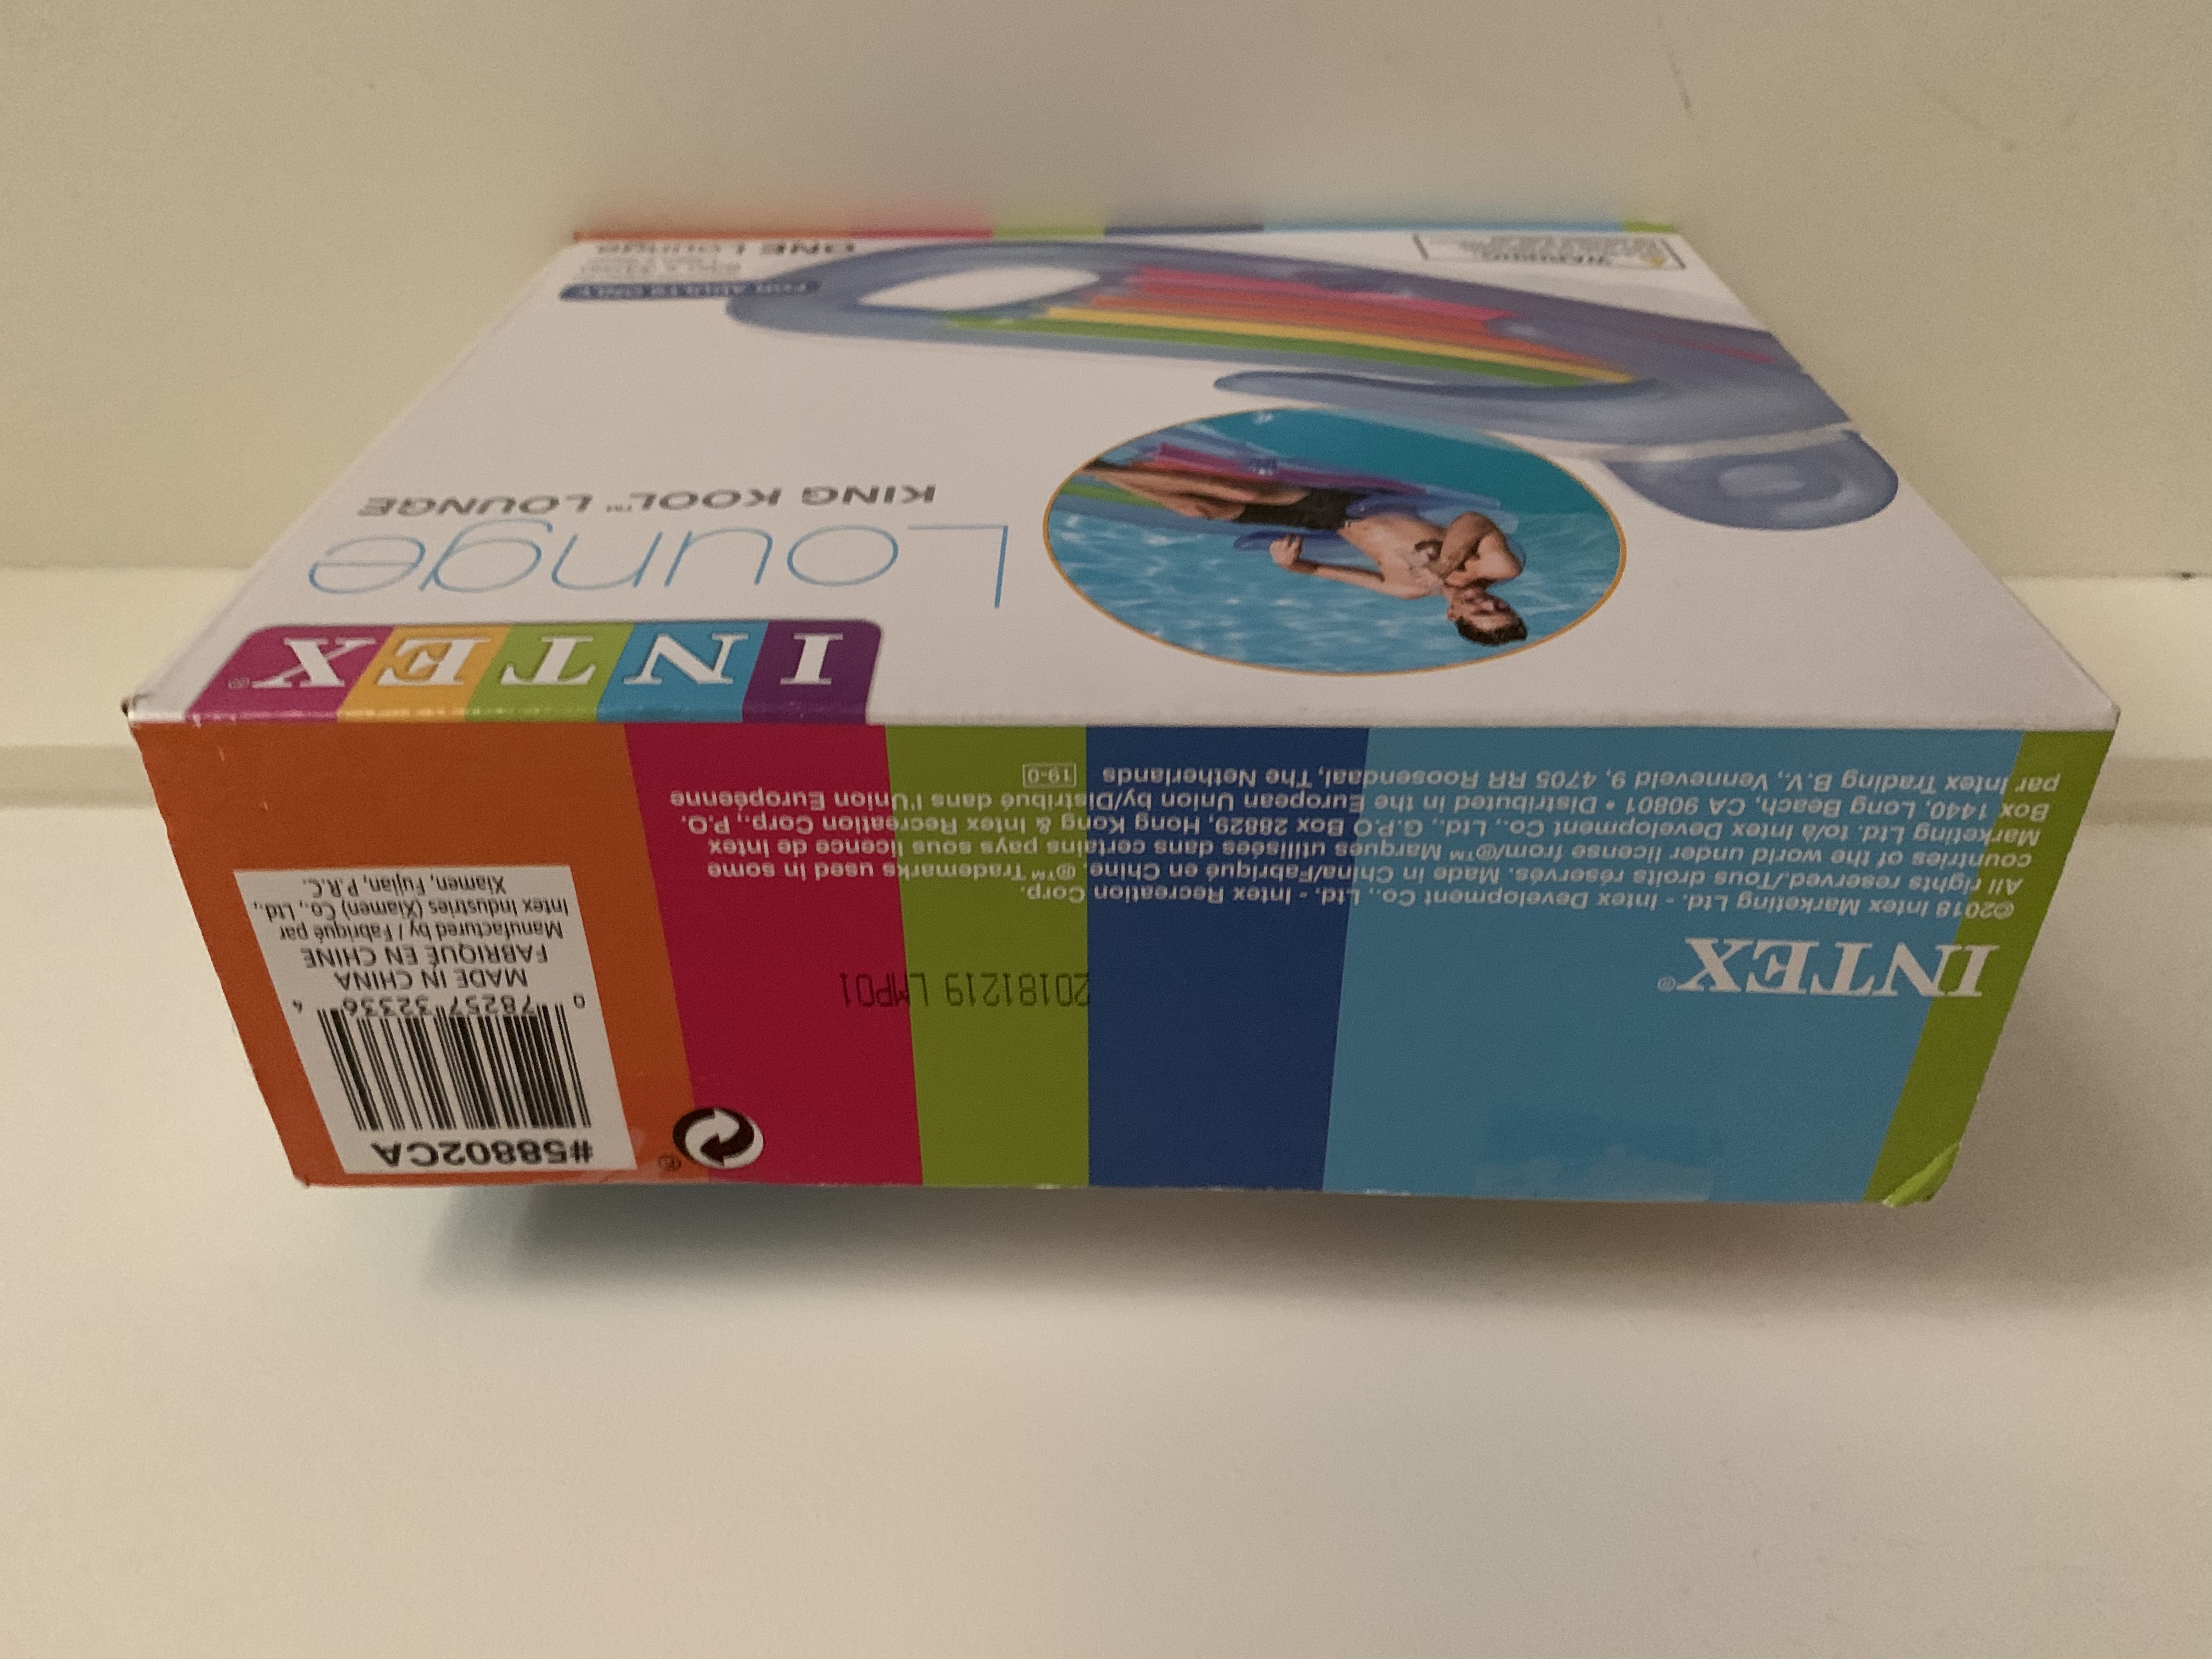 #58802CA
0 78257 32336 4
MADE IN CHINA
FABRIQUÉ EN CHINE
Manufactured by / Fabriqué par
Intex Industries (Xiamen) Co., Ltd.,
Xiamen, Fujian, P.R.C.
®
20181219 LMP01
INTEX®
©2018 Intex Marketing Ltd. - Intex Development Co., Ltd. - Intex Recreation Corp.
All rights reserved./Tous droits réservés. Made in China/Fabriqué en Chine. ®™ Trademarks used in some
countries of the world under license from/®™ Marques utilisées dans certains pays sous licence de Intex
Marketing Ltd. to/à Intex Development Co., Ltd., G.P.O Box 28829, Hong Kong & Intex Recreation Corp., P.O.
Box 1440, Long Beach, CA 90801 • Distributed in the European Union by/Distribué dans l'Union Européenne
par Intex Trading B.V., Venneveld 9, 4705 RR Roosendaal, The Netherlands
19-0
INTEX®
Lounge
KING KOOL™ LOUNGE
FOR ADULTS ONLY
ONE Lounge
WARNING